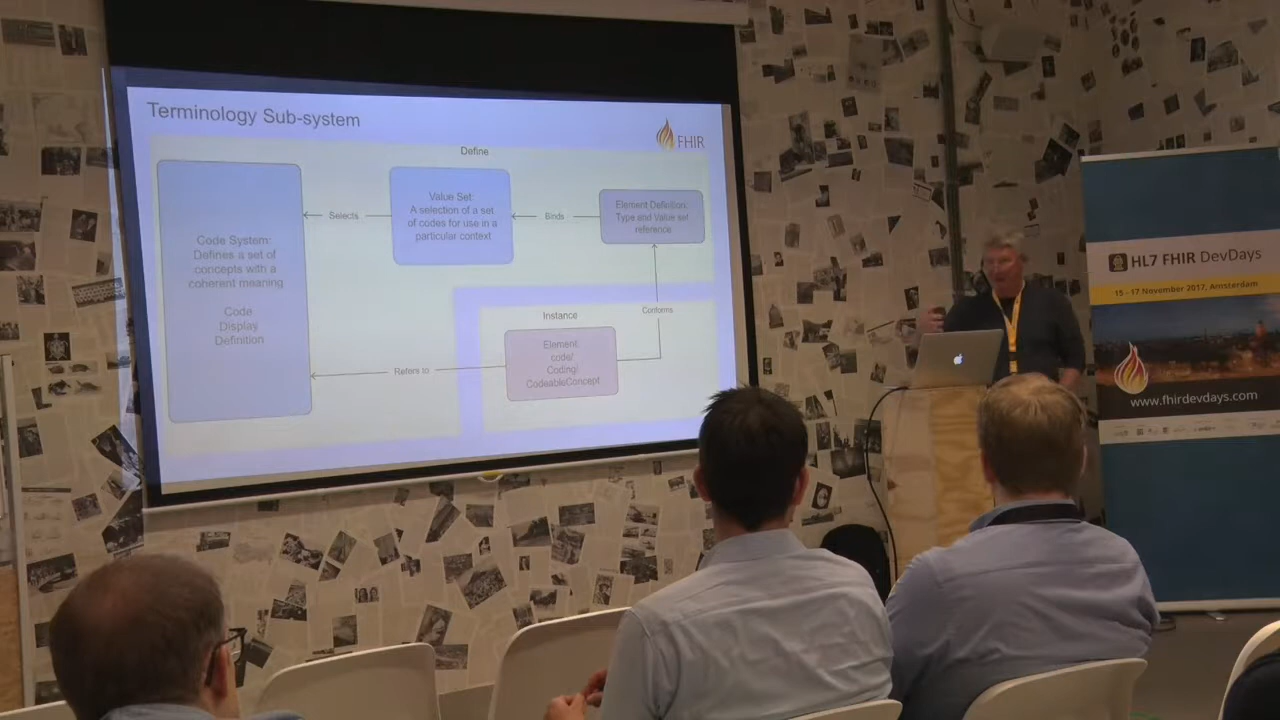 Terminology Sub-system
FHIR
Define
Code System:
Defines a set of
concepts with a
coherent meaning
Code
Display
Definition
Selects
Value Set:
A selection of a set
of codes for use in a
particular context
Binds
Element Definition:
Type and Value set
reference
Instance
Conforms
Element:
code/
Coding/
CodeableConcept
Refers to
HL7 FHIR DevDays
15 - 17 November 2017, Amsterdam
www.fhirdevdays.com